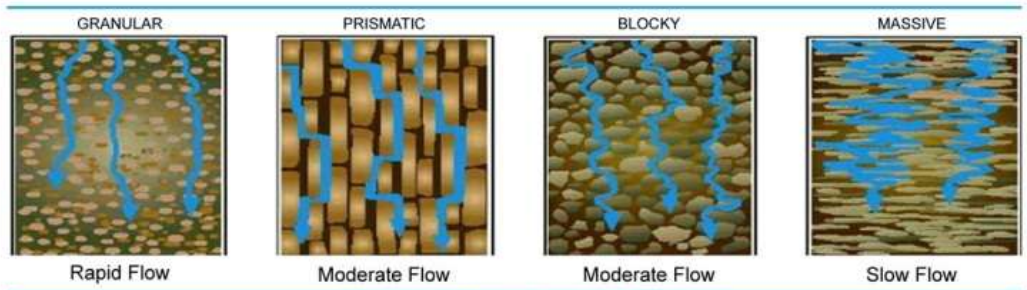 GRANULAR PRISMATIC BLOCKY MASSIVE
Rapid Flow Moderate Flow Moderate Flow Slow Flow